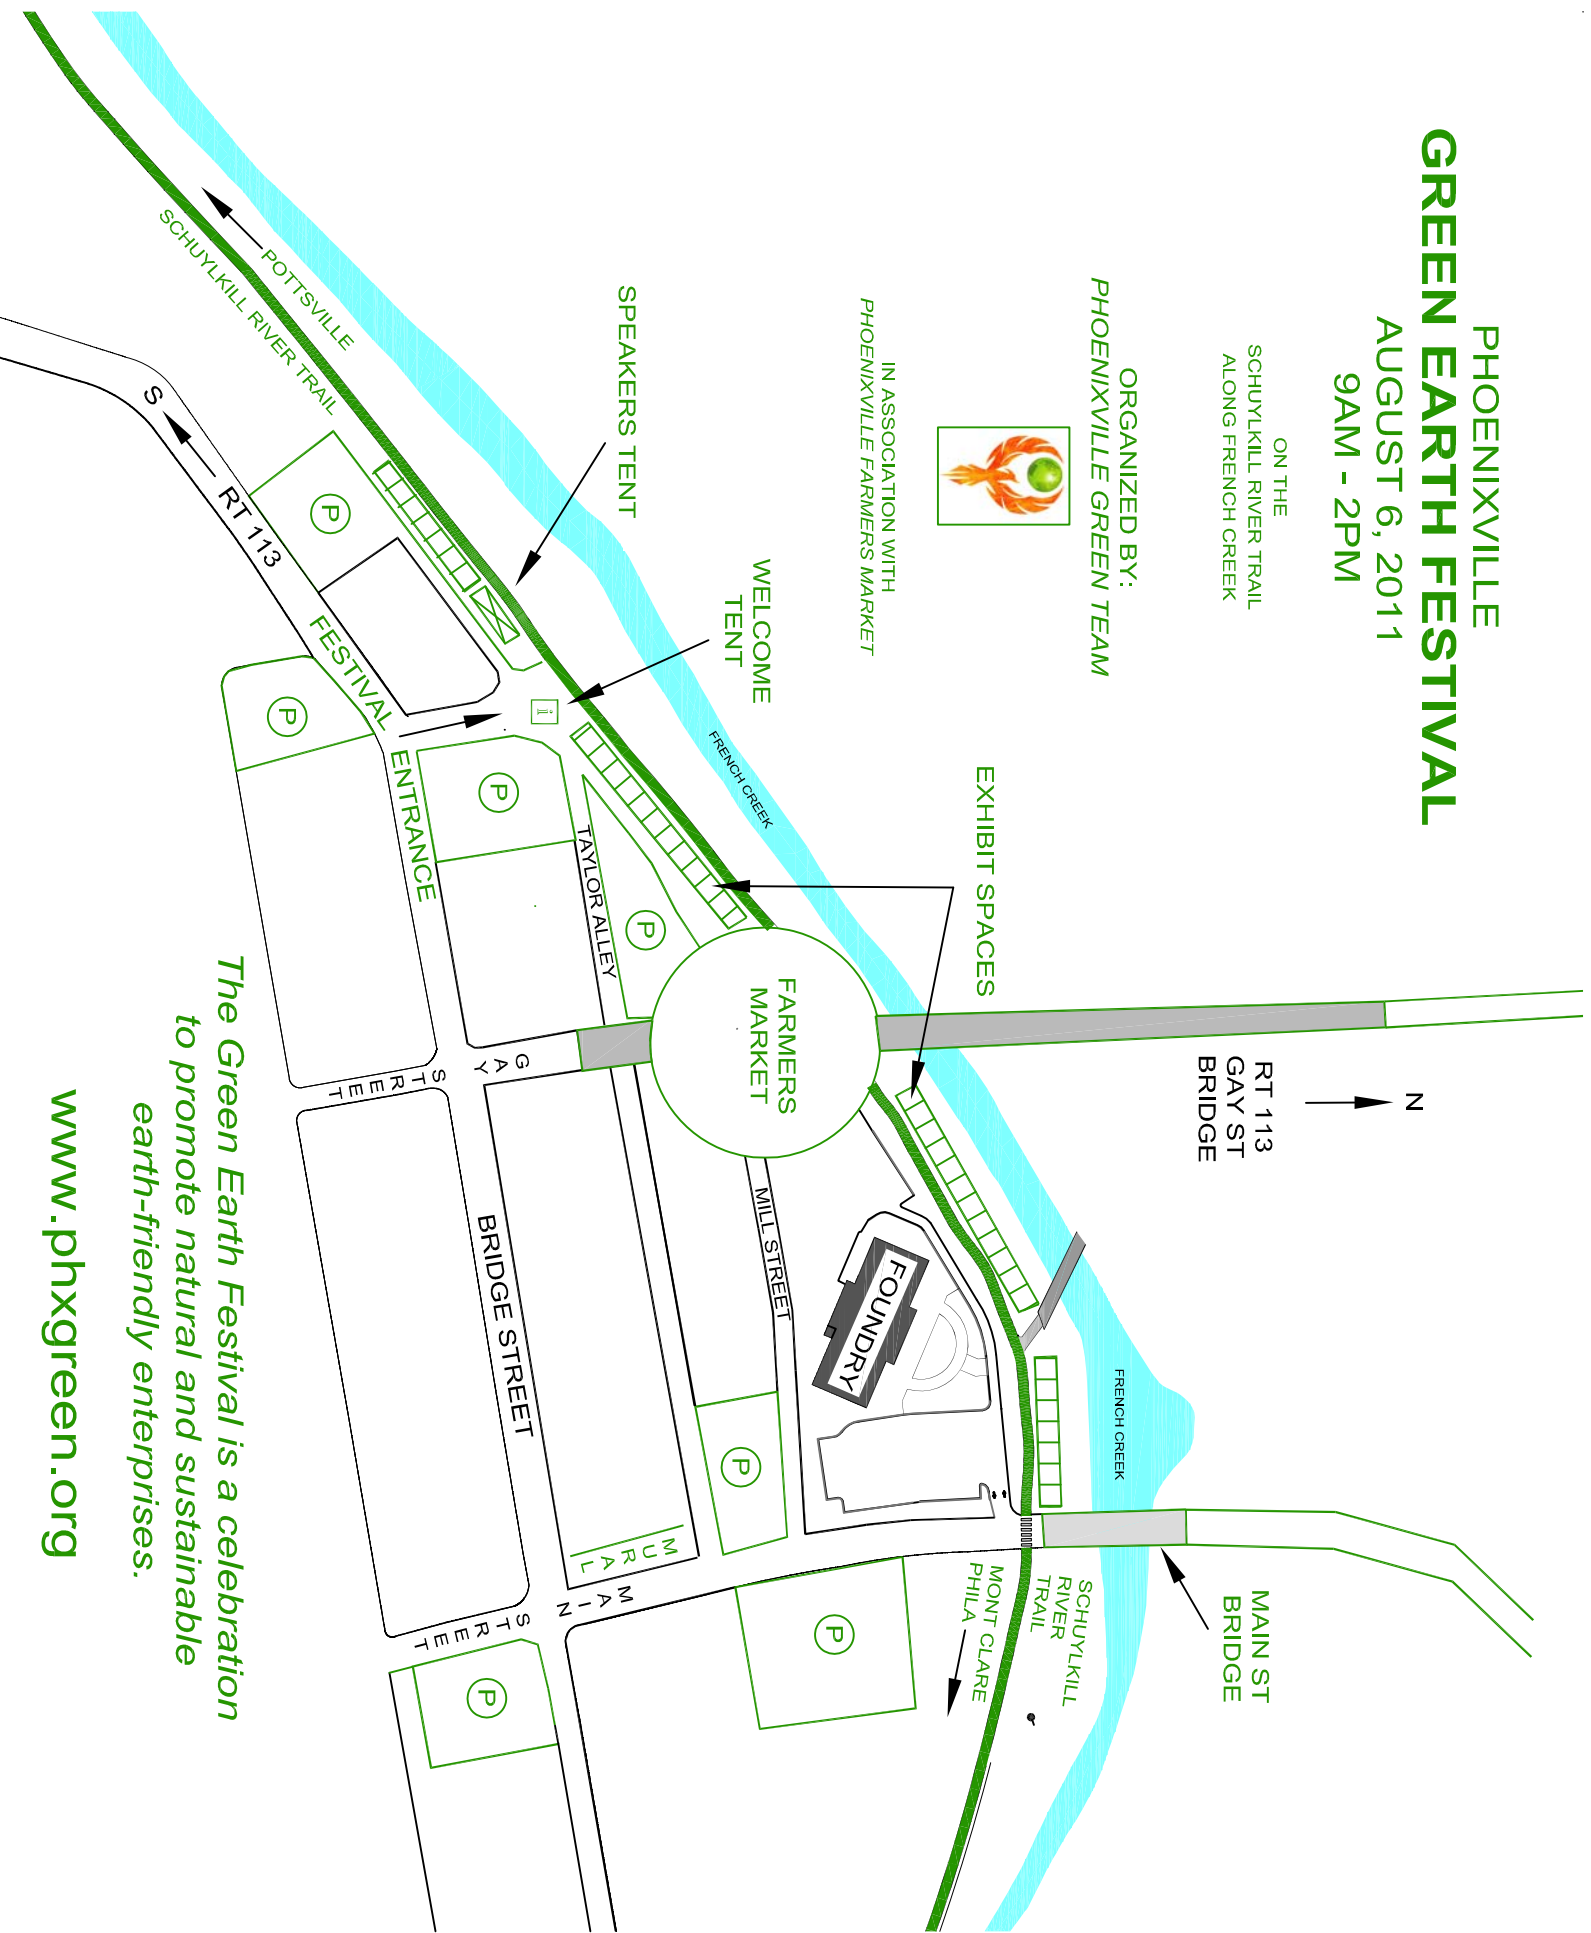 PHOENIXVILLE
GREEN EARTH FESTIVAL
AUGUST 6, 2011
9AM - 2PM
ON THE
SCHUYLKILL RIVER TRAIL
ALONG FRENCH CREEK
ORGANIZED BY:
PHOENIXVILLE GREEN TEAM
IN ASSOCIATION WITH
PHOENIXVILLE FARMERS MARKET
N
RT 113
GAY ST
BRIDGE
MAIN ST
BRIDGE
EXHIBIT SPACES
WELCOME
TENT
SPEAKERS TENT
FRENCH CREEK
FRENCH CREEK
SCHUYLKILL
RIVER
TRAIL
MONT CLARE
PHILA
POTTSVILLE
SCHUYLKILL RIVER TRAIL
FARMERS
MARKET
FOUNDRY
MILL STREET
TAYLOR ALLEY
i
P
P
P
P
P
P
P
MURAL
S
RT 113
FESTIVAL ENTRANCE
GAY STREET
BRIDGE STREET
MAIN STREET
The Green Earth Festival is a celebration
to promote natural and sustainable
earth-friendly enterprises.
www.phxgreen.org